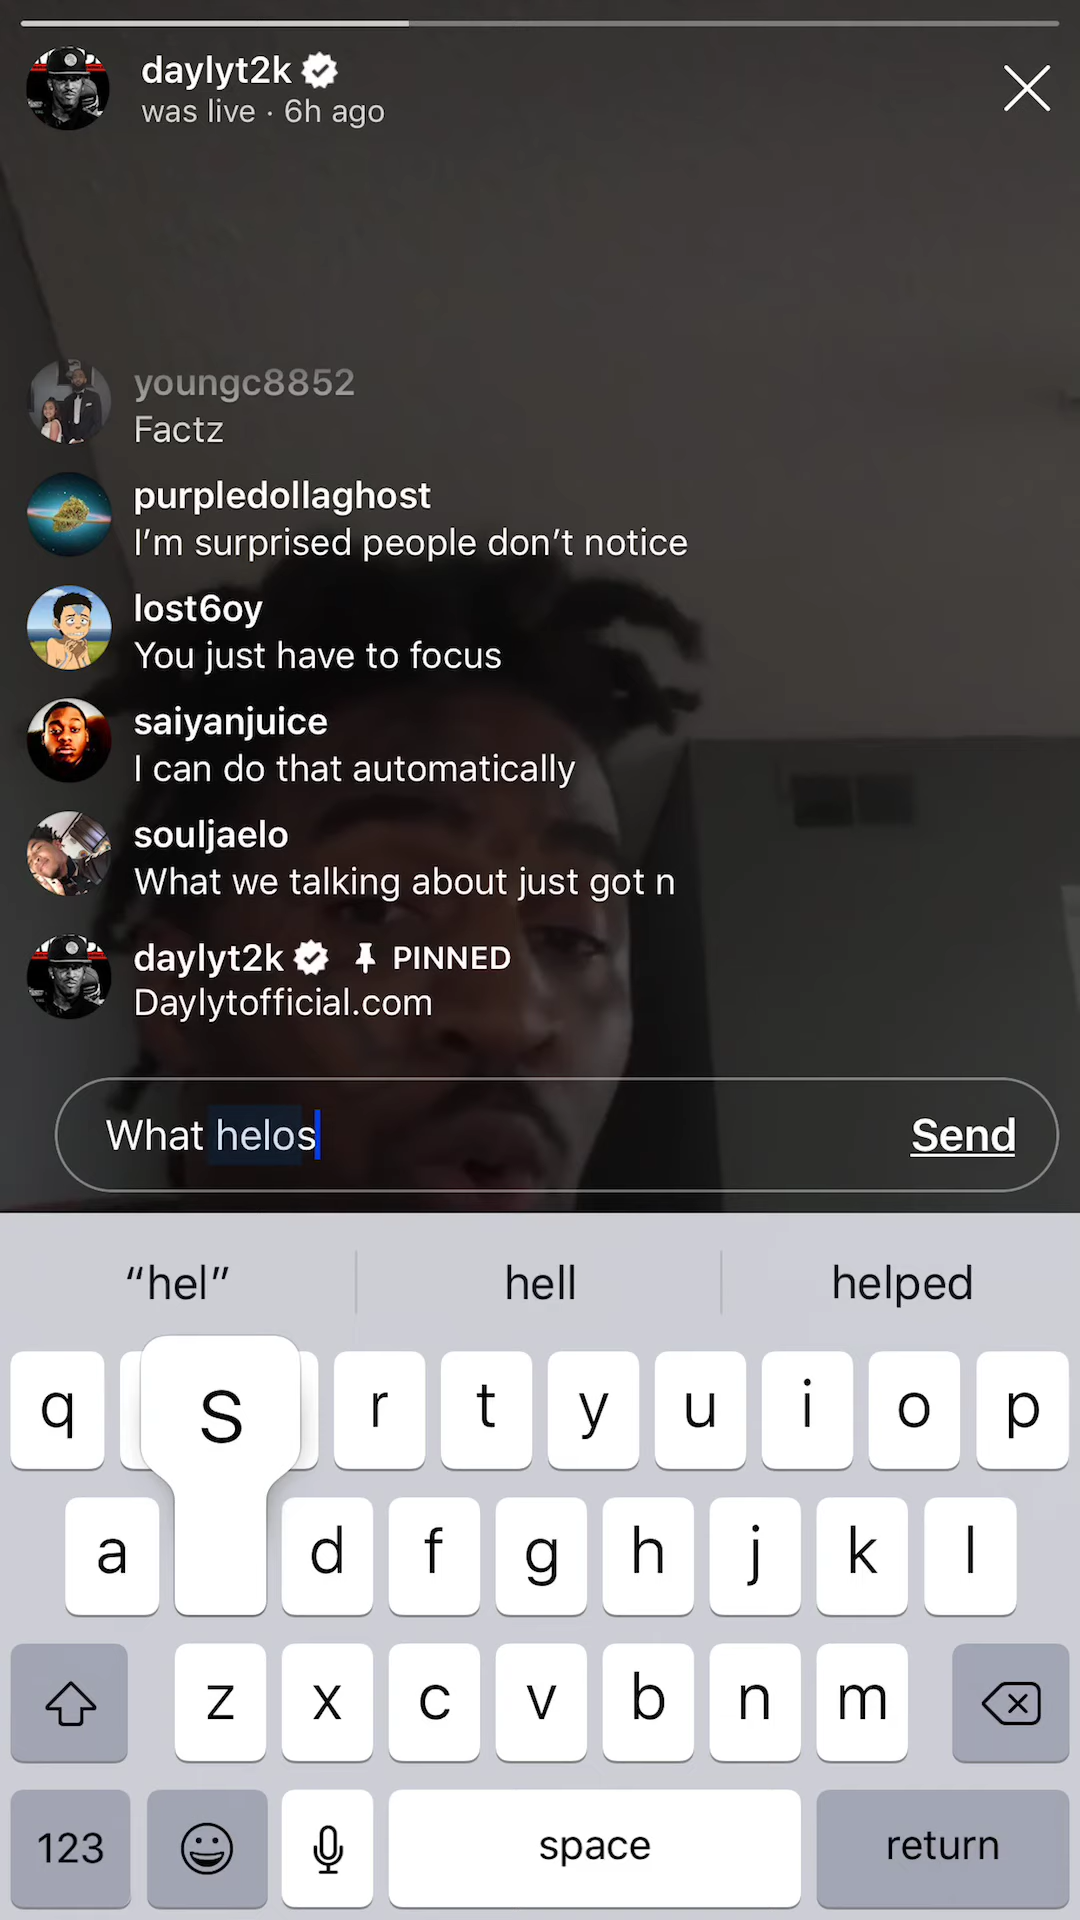 daylyt2k
was live · 6h ago
youngc8852
Factz
purpledollaghost
I’m surprised people don’t notice
lost6oy
You just have to focus
saiyanjuice
I can do that automatically
souljaelo
What we talking about just got n
daylyt2k PINNED
Daylytofficial.com
What helos Send
“hel” hell helped
q s r t y u i o p
a d f g h j k l
z x c v b n m
123 space return